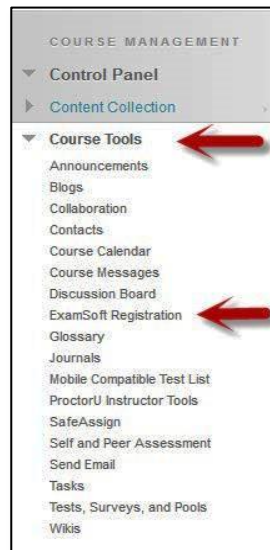 COURSE MANAGEMENT
Control Panel
Content Collection
Course Tools
Announcements
Blogs
Collaboration
Contacts
Course Calendar
Course Messages
Discussion Board
ExamSoft Registration
Glossary
Journals
Mobile Compatible Test List
ProctorU Instructor Tools
SafeAssign
Self and Peer Assessment
Send Email
Tasks
Tests, Surveys, and Pools
Wikis